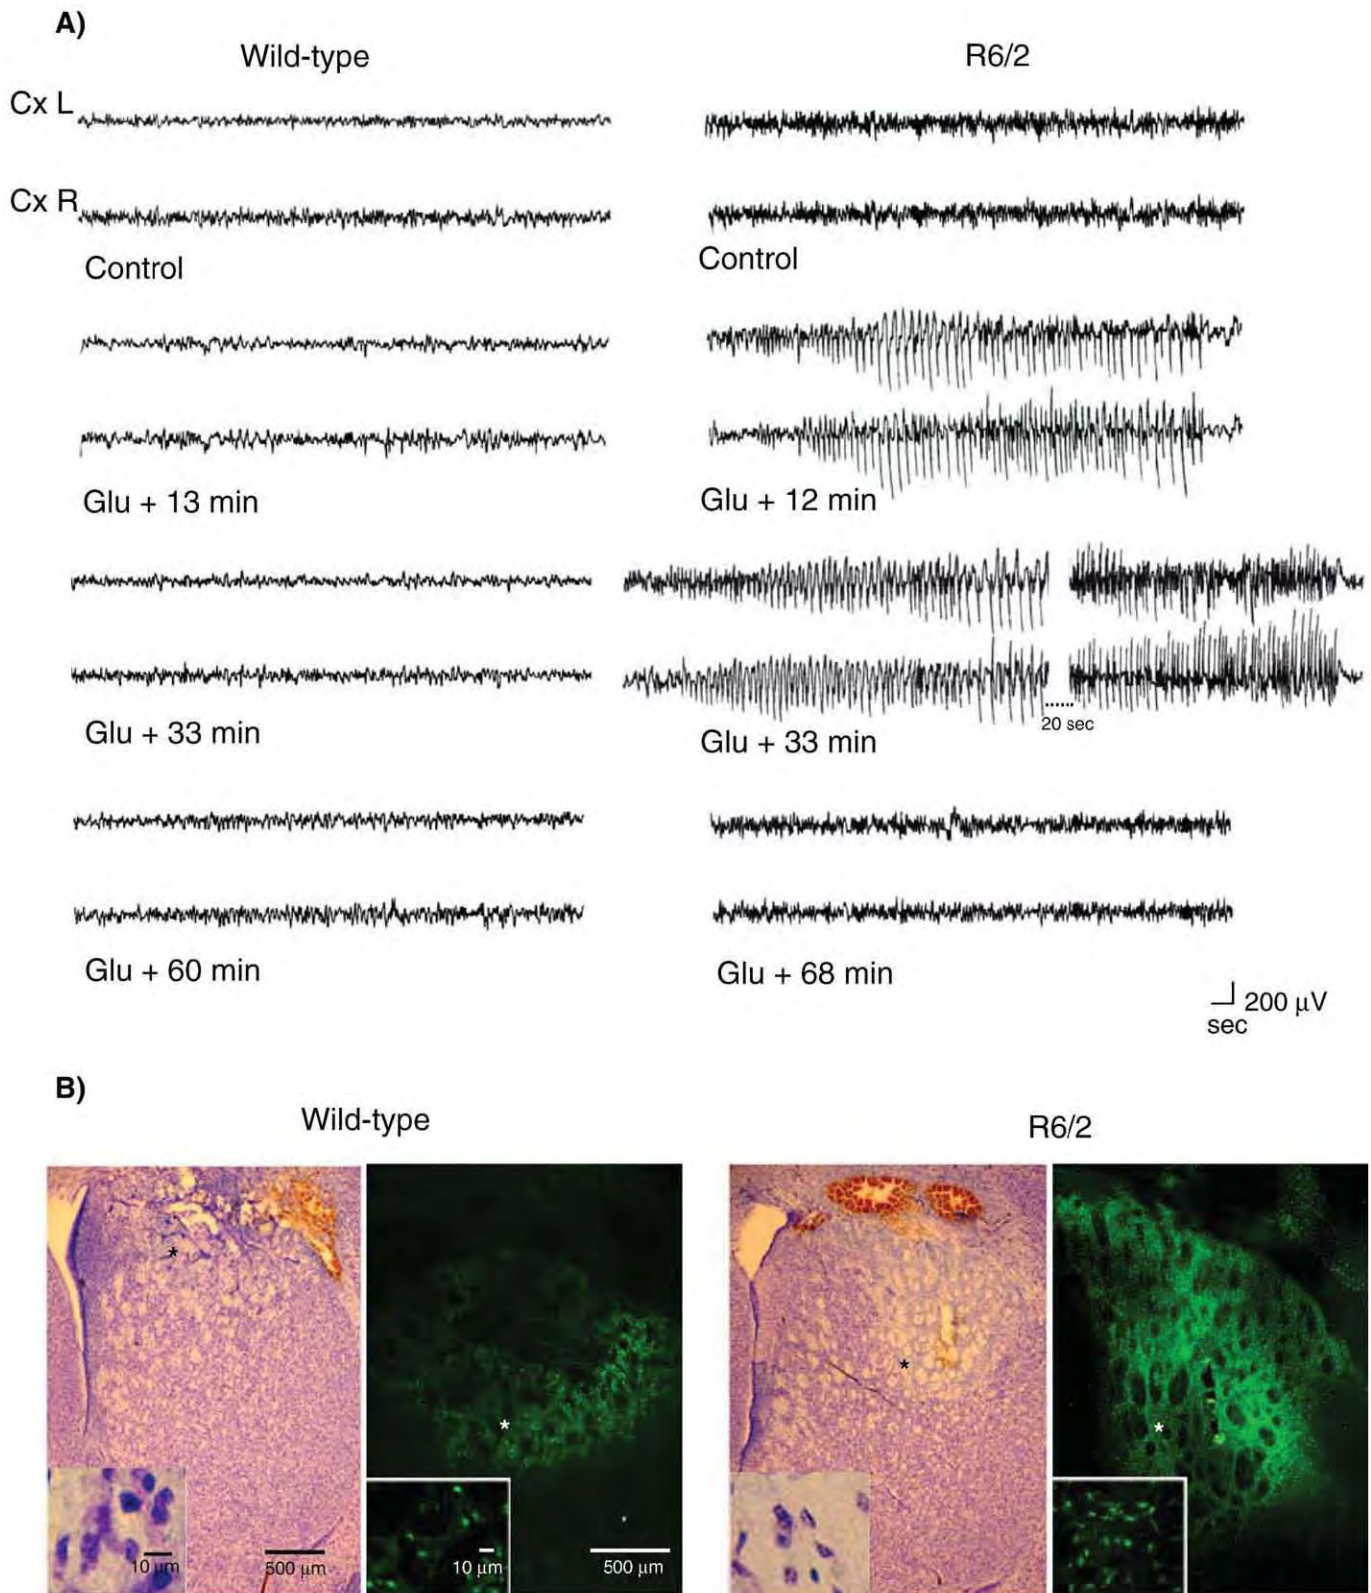 A)
Wild-type
R6/2
Cx L
Cx R
Control
Control
Glu + 13 min
Glu + 12 min
20 sec
Glu + 33 min
Glu + 33 min
Glu + 60 min
Glu + 68 min
200 μV
sec
B)
Wild-type
R6/2
*
*
*
*
10 μm
500 μm
10 μm
500 μm